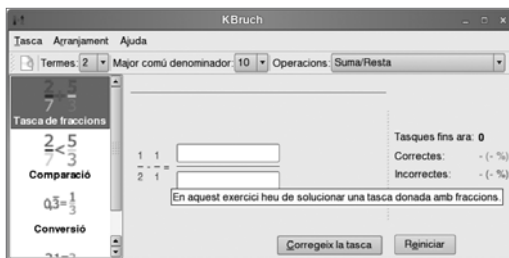 KBruch
Tasca Arranjament Ajuda
Termes: 2 Major comú denominador: 10 Operacions: Suma/Resta
2/7 5/3
Tasca de fraccions
2/7 < 5/3
Comparació
0,3̅ = 1/3
Conversió
1/2 - 1/1 =
Tasques fins ara: 0
Correctes: - (- %)
Incorrectes: - (- %)
En aquest exercici heu de solucionar una tasca donada amb fraccions.
Corregeix la tasca Reiniciar